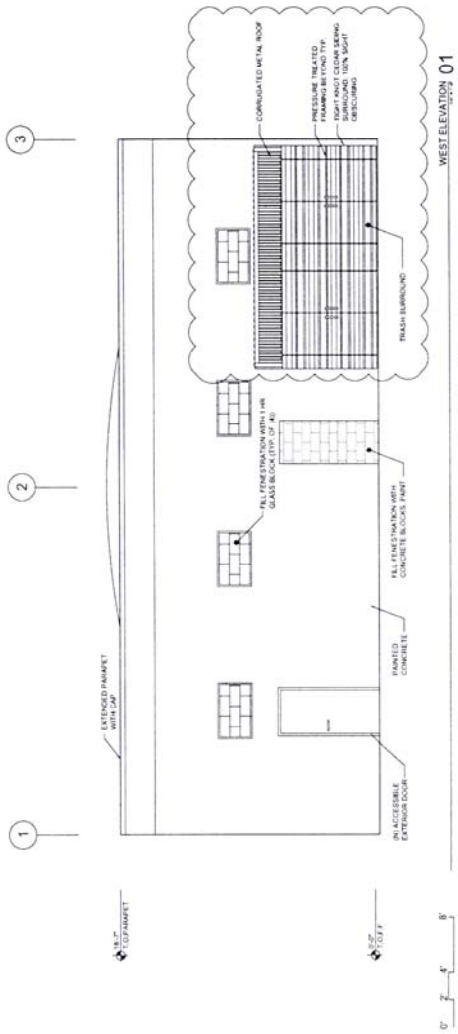 1
2
3
EXTENDED PARAPET
WITH CAP
T.O.PARAPET
CORRUGATED METAL ROOF
PRESSURE TREATED
FRAMING BEYOND TYP.
TIGHT KNOT CEDAR SIDING
SURROUND. 100% SIGHT
OBSCURING
FILL FENESTRATION WITH 1 HR
GLASS BLOCK (TYP. OF (4))
0'-0"
(N) ACCESSIBLE
EXTERIOR DOOR
PAINTED
CONCRETE
FILL FENESTRATION WITH
CONCRETE BLOCKS, PAINT
TRASH SURROUND
WEST ELEVATION 01
0' 2' 4' 8'